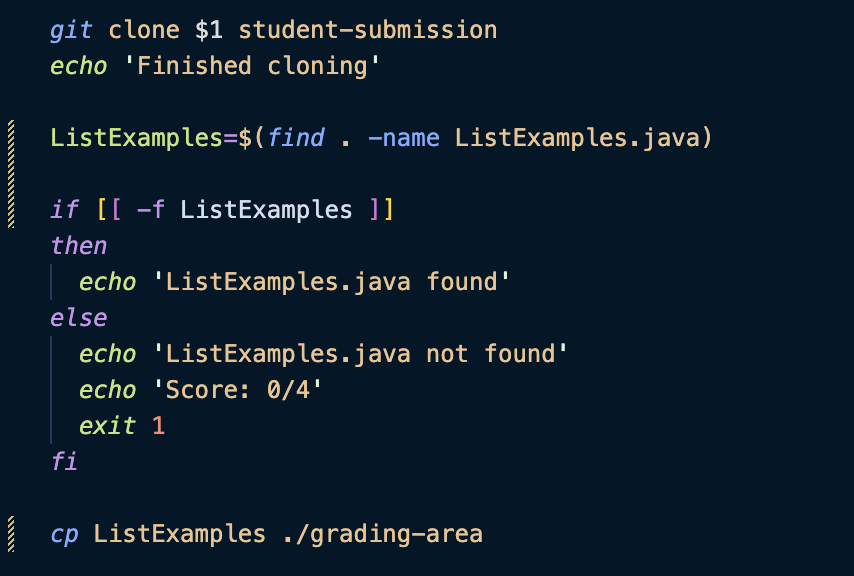 git clone $1 student-submission
echo 'Finished cloning'
ListExamples=$(find . -name ListExamples.java)
if [[ -f ListExamples ]]
then
echo 'ListExamples.java found'
else
echo 'ListExamples.java not found'
echo 'Score: 0/4'
exit 1
fi
cp ListExamples ./grading-area